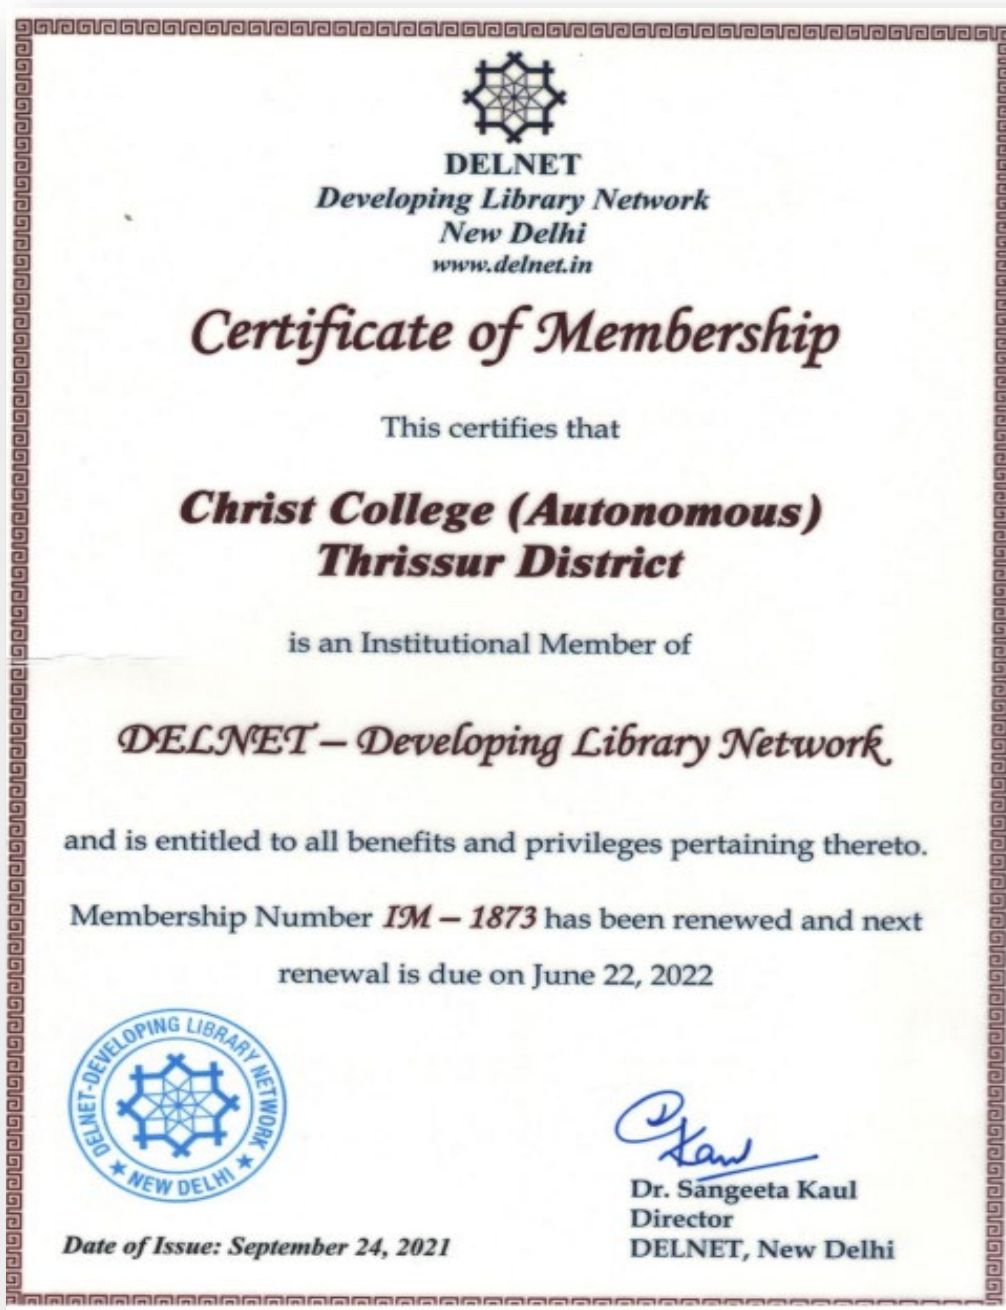 DELNET
Developing Library Network
New Delhi
www.delnet.in
Certificate of Membership
This certifies that
Christ College (Autonomous)
Thrissur District
is an Institutional Member of
DELNET – Developing Library Network
and is entitled to all benefits and privileges pertaining thereto.
Membership Number IM – 1873 has been renewed and next
renewal is due on June 22, 2022
DELNET-DEVELOPING LIBRARY NETWORK
★ NEW DELHI ★
Kaul
Dr. Sangeeta Kaul
Director
DELNET, New Delhi
Date of Issue: September 24, 2021